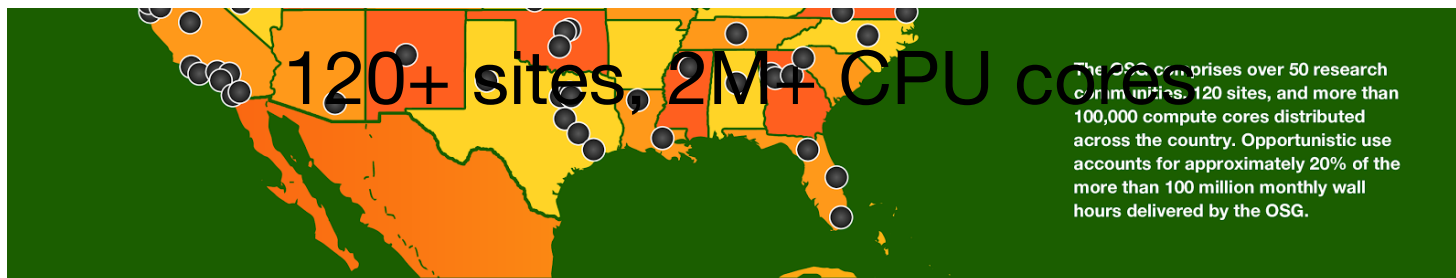 120+ sites, 2M+ CPU cores
The OSG comprises over 50 research
communities, 120 sites, and more than
100,000 compute cores distributed
across the country. Opportunistic use
accounts for approximately 20% of the
more than 100 million monthly wall
hours delivered by the OSG.